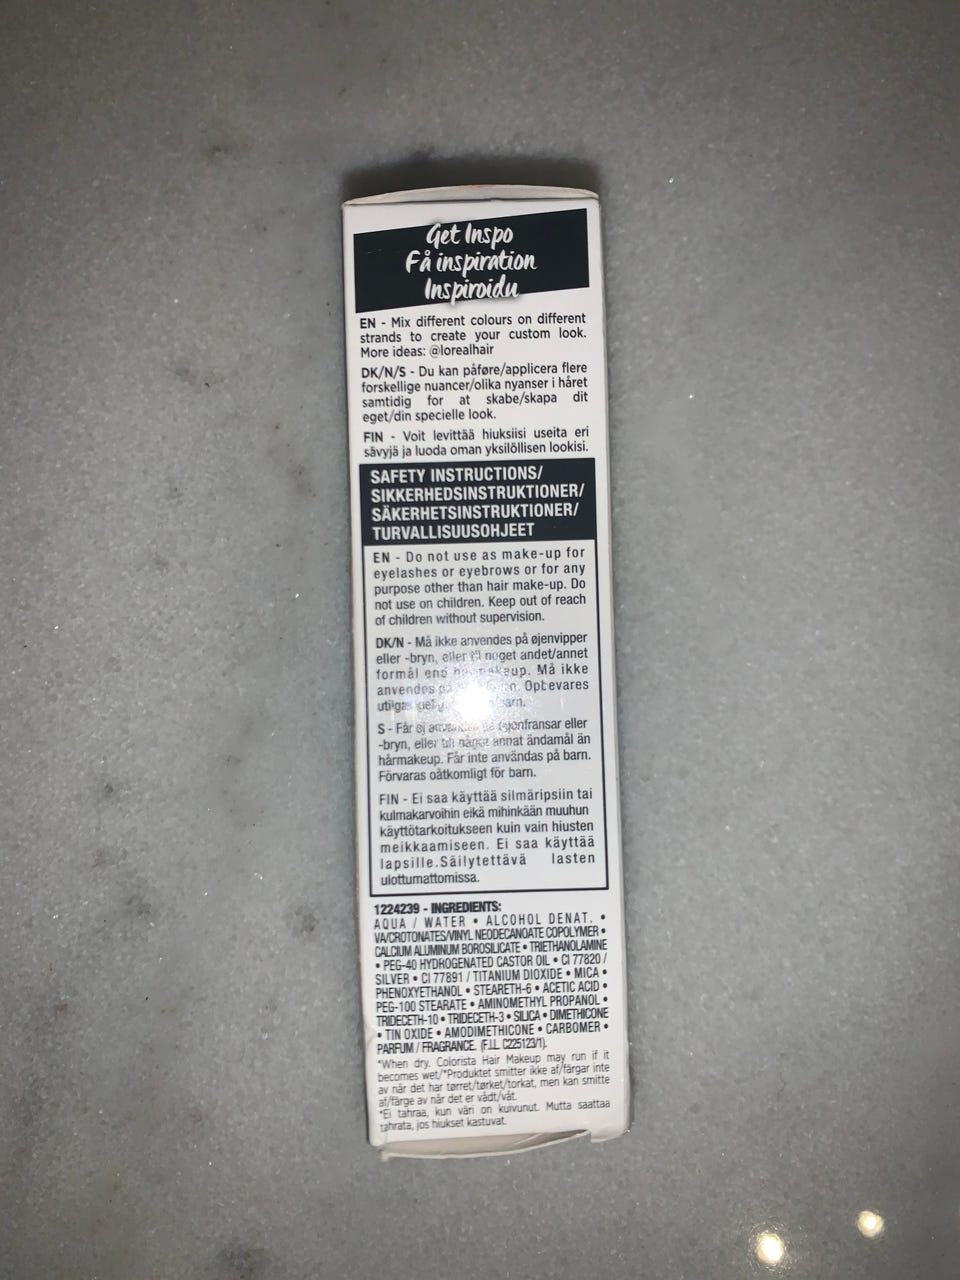 Get Inspo
Få inspiration
Inspiroidu
EN - Mix different colours on different
strands to create your custom look.
More ideas: @lorealhair
DK/N/S - Du kan påføre/applicera flere
forskellige nuancer/olika nyanser i håret
samtidig for at skabe/skapa dit
eget/din specielle look.
FIN - Voit levittää hiuksiisi useita eri
sävyjä ja luoda oman yksilöllisen lookisi.
SAFETY INSTRUCTIONS/
SIKKERHEDSINSTRUKTIONER/
SÄKERHETSINSTRUKTIONER/
TURVALLISUUSOHJEET
EN - Do not use as make-up for
eyelashes or eyebrows or for any
purpose other than hair make-up. Do
not use on children. Keep out of reach
of children without supervision.
DK/N - Må ikke anvendes på øjenvipper
eller -bryn, eller til noget andet/annet
formål end . Må ikke
anvendes . Opbevares
S - Får ej ögonfransar eller
-bryn, eller till något annat ändamål än
hårmakeup. Får inte användas på barn.
Förvaras oåtkomligt för barn.
FIN - Ei saa käyttää silmäripsiin tai
kulmakarvoihin eikä mihinkään muuhun
käyttötarkoitukseen kuin vain hiusten
meikkaamiseen. Ei saa käyttää
lapsille. Säilytettävä lasten
ulottumattomissa.
1224239 - INGREDIENTS:
AQUA / WATER • ALCOHOL DENAT. •
VA/CROTONATES/VINYL NEODECANOATE COPOLYMER •
CALCIUM ALUMINUM BOROSILICATE • TRIETHANOLAMINE
• PEG-40 HYDROGENATED CASTOR OIL • CI 77820 /
SILVER • CI 77891 / TITANIUM DIOXIDE • MICA •
PHENOXYETHANOL • STEARETH-6 • ACETIC ACID •
PEG-100 STEARATE • AMINOMETHYL PROPANOL •
TRIDECETH-10 • TRIDECETH-3 • SILICA • DIMETHICONE
• TIN OXIDE • AMODIMETHICONE • CARBOMER •
PARFUM / FRAGRANCE. (F.I.L. C225123/1).
*When dry. Colorista Hair Makeup may run if it
becomes wet/*Produktet smitter ikke af/färgar inte
av når det har tørret/tørket/torkat, men kan smitte
af/färge av når det er vådt/våt.
*Ei tahraa, kun väri on kuivunut. Mutta saattaa
tahrata, jos hiukset kastuvat.